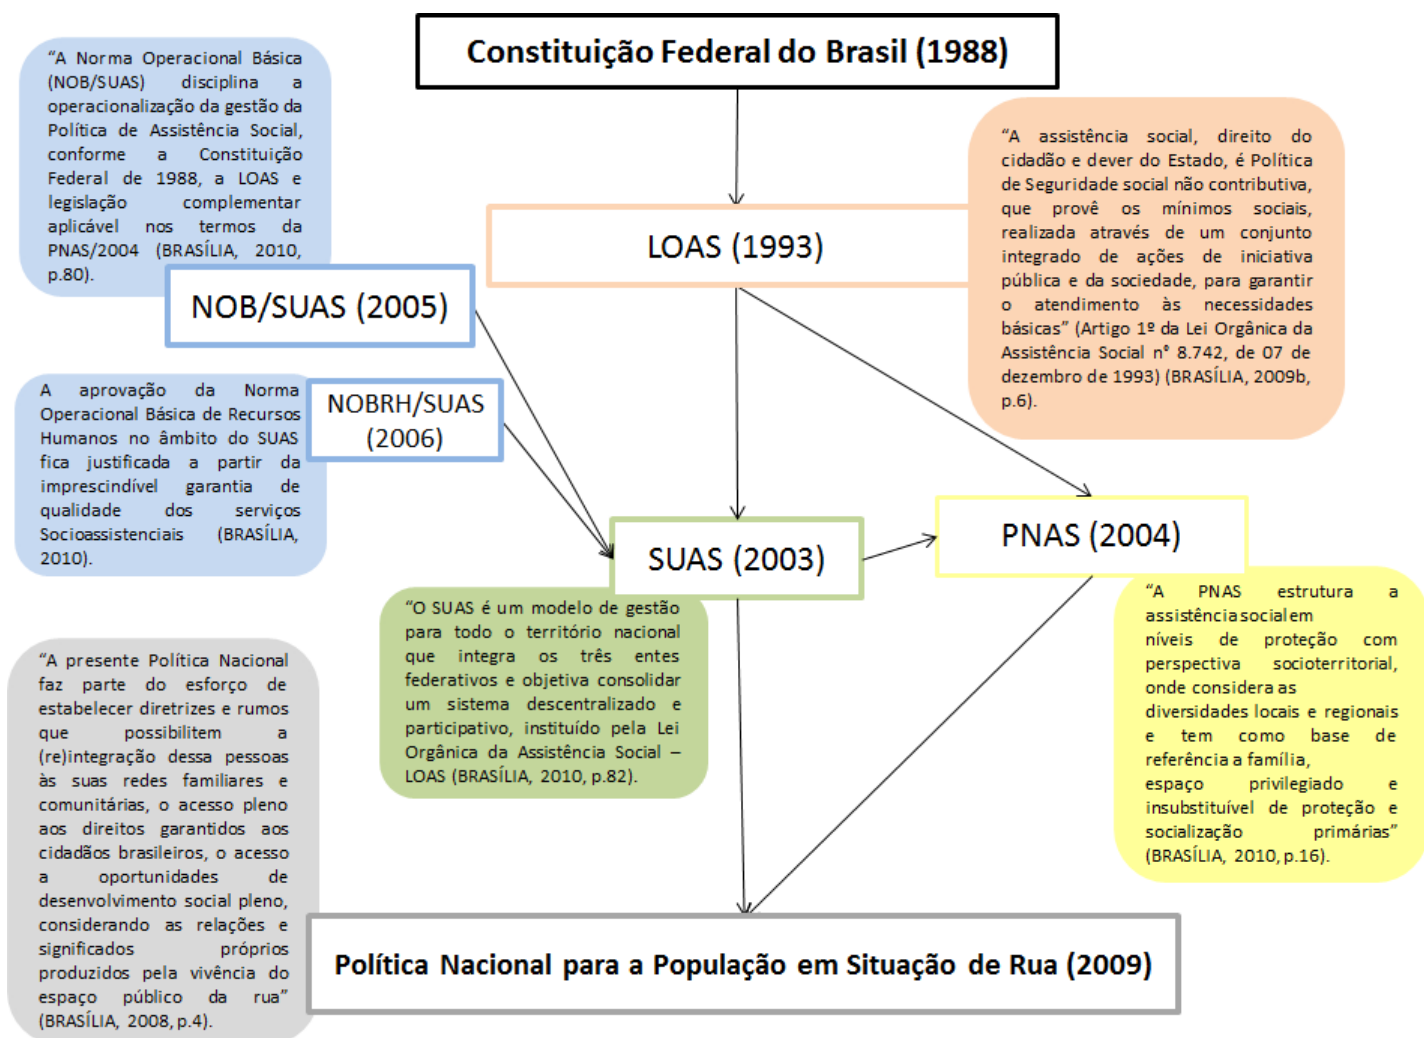 Constituição Federal do Brasil (1988)
“A Norma Operacional Básica
(NOB/SUAS) disciplina a
operacionalização da gestão da
Política de Assistência Social,
conforme a Constituição
Federal de 1988, a LOAS e
legislação complementar
aplicável nos termos da
PNAS/2004 (BRASÍLIA, 2010,
p.80).
NOB/SUAS (2005)
LOAS (1993)
“A assistência social, direito do
cidadão e dever do Estado, é Política
de Seguridade social não contributiva,
que provê os mínimos sociais,
realizada através de um conjunto
integrado de ações de iniciativa
pública e da sociedade, para garantir
o atendimento às necessidades
básicas” (Artigo 1º da Lei Orgânica da
Assistência Social n° 8.742, de 07 de
dezembro de 1993) (BRASÍLIA, 2009b,
p.6).
A aprovação da Norma
Operacional Básica de Recursos
Humanos no âmbito do SUAS
fica justificada a partir da
imprescindível garantia de
qualidade dos serviços
Socioassistenciais (BRASÍLIA,
2010).
NOBRH/SUAS
(2006)
SUAS (2003)
PNAS (2004)
“O SUAS é um modelo de gestão
para todo o território nacional
que integra os três entes
federativos e objetiva consolidar
um sistema descentralizado e
participativo, instituído pela Lei
Orgânica da Assistência Social –
LOAS (BRASÍLIA, 2010, p.82).
“A PNAS estrutura a
assistência social em
níveis de proteção com
perspectiva socioterritorial,
onde considera as
diversidades locais e regionais
e tem como base de
referência a família,
espaço privilegiado e
insubstituível de proteção e
socialização primárias”
(BRASÍLIA, 2010, p.16).
“A presente Política Nacional
faz parte do esforço de
estabelecer diretrizes e rumos
que possibilitem a
(re)integração dessa pessoas
às suas redes familiares e
comunitárias, o acesso pleno
aos direitos garantidos aos
cidadãos brasileiros, o acesso
a oportunidades de
desenvolvimento social pleno,
considerando as relações e
significados próprios
produzidos pela vivência do
espaço público da rua”
(BRASÍLIA, 2008, p.4).
Política Nacional para a População em Situação de Rua (2009)